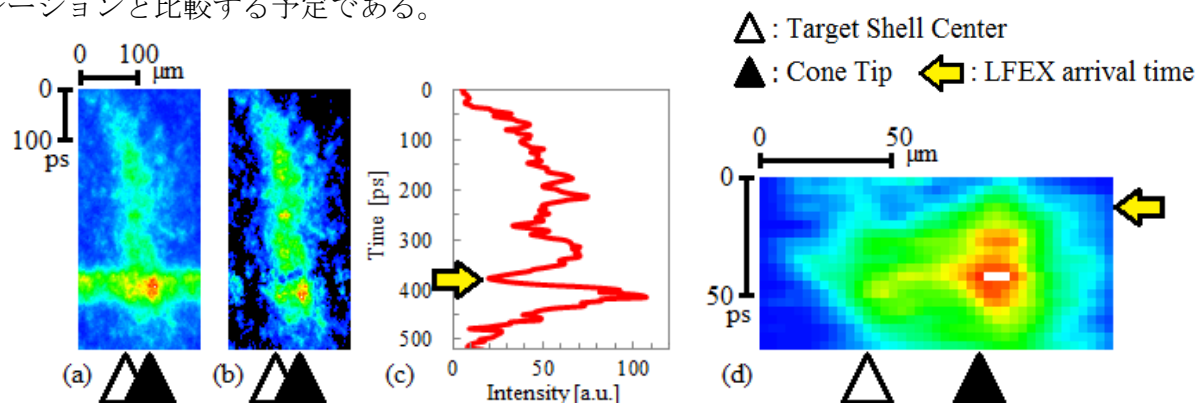 レーションと比較する予定である。
: Target Shell Center
: Cone Tip : LFEX arrival time
0 100
μm
0
100
ps
(a)
(b)
0
100
200
300
400
500
Time [ps]
0 50 100
Intensity [a.u.]
(c)
0 50
μm
0
50
ps
(d)